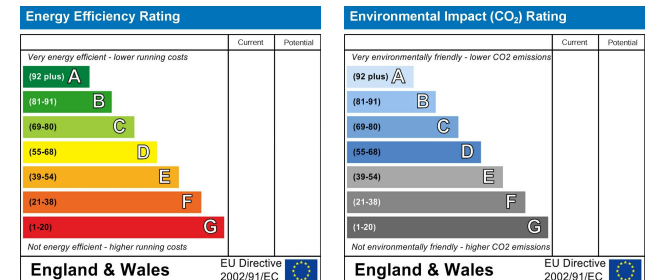 Energy Efficiency Rating
Current Potential
Very energy efficient - lower running costs
(92 plus) A
(81-91) B
(69-80) C
(55-68) D
(39-54) E
(21-38) F
(1-20) G
Not energy efficient - higher running costs
England & Wales
EU Directive
2002/91/EC
Environmental Impact (CO₂) Rating
Current Potential
Very environmentally friendly - lower CO2 emissions
(92 plus) A
(81-91) B
(69-80) C
(55-68) D
(39-54) E
(21-38) F
(1-20) G
Not environmentally friendly - higher CO2 emissions
England & Wales
EU Directive
2002/91/EC